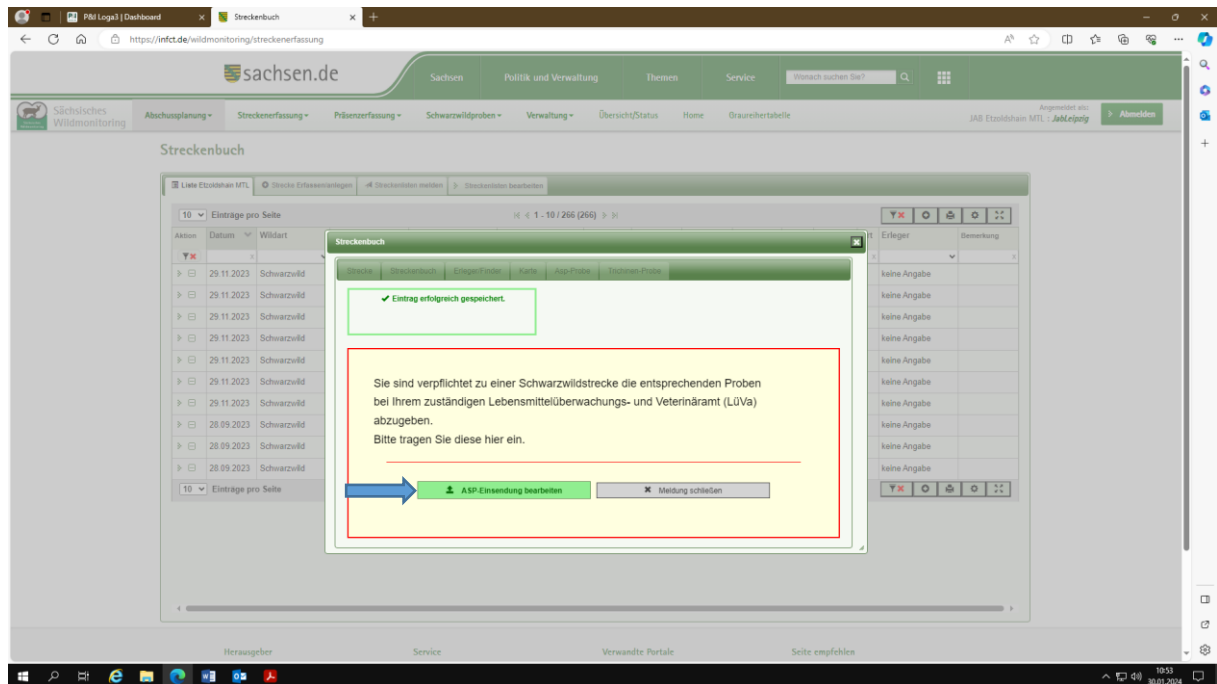 P&I Loga3 | Dashboard
Streckenbuch
https://infct.de/wildmonitoring/streckenerfassung
sachsen.de
Sachsen Politik und Verwaltung Themen Service Wonach suchen Sie?
Sächsisches
Wildmonitoring
Abschussplanung Streckenerfassung Präsenzerfassung Schwarzwildproben Verwaltung Übersicht/Status Home Graureihertabelle
Angemeldet als:
JAB Etzoldshain MTL : JabLeipzig
Abmelden
Streckenbuch
Liste Etzoldshain MTL Strecke Erfassen/anlegen Streckenlisten melden Streckenlisten bearbeiten
10 Einträge pro Seite 1 - 10 / 266 (266)
Aktion Datum Wildart Erleger Bemerkung
29.11.2023 Schwarzwild keine Angabe
29.11.2023 Schwarzwild keine Angabe
29.11.2023 Schwarzwild keine Angabe
29.11.2023 Schwarzwild keine Angabe
29.11.2023 Schwarzwild keine Angabe
29.11.2023 Schwarzwild keine Angabe
29.11.2023 Schwarzwild keine Angabe
28.09.2023 Schwarzwild keine Angabe
28.09.2023 Schwarzwild keine Angabe
28.09.2023 Schwarzwild keine Angabe
10 Einträge pro Seite
Streckenbuch
Strecke Streckenbuch Erleger/Finder Karte Asp-Probe Trichinen-Probe
Eintrag erfolgreich gespeichert.
Sie sind verpflichtet zu einer Schwarzwildstrecke die entsprechenden Proben
bei Ihrem zuständigen Lebensmittelüberwachungs- und Veterinäramt (LüVa)
abzugeben.
Bitte tragen Sie diese hier ein.
ASP-Einsendung bearbeiten
Meldung schließen
Herausgeber Service Verwandte Portale Seite empfehlen
10:53
30.01.2024